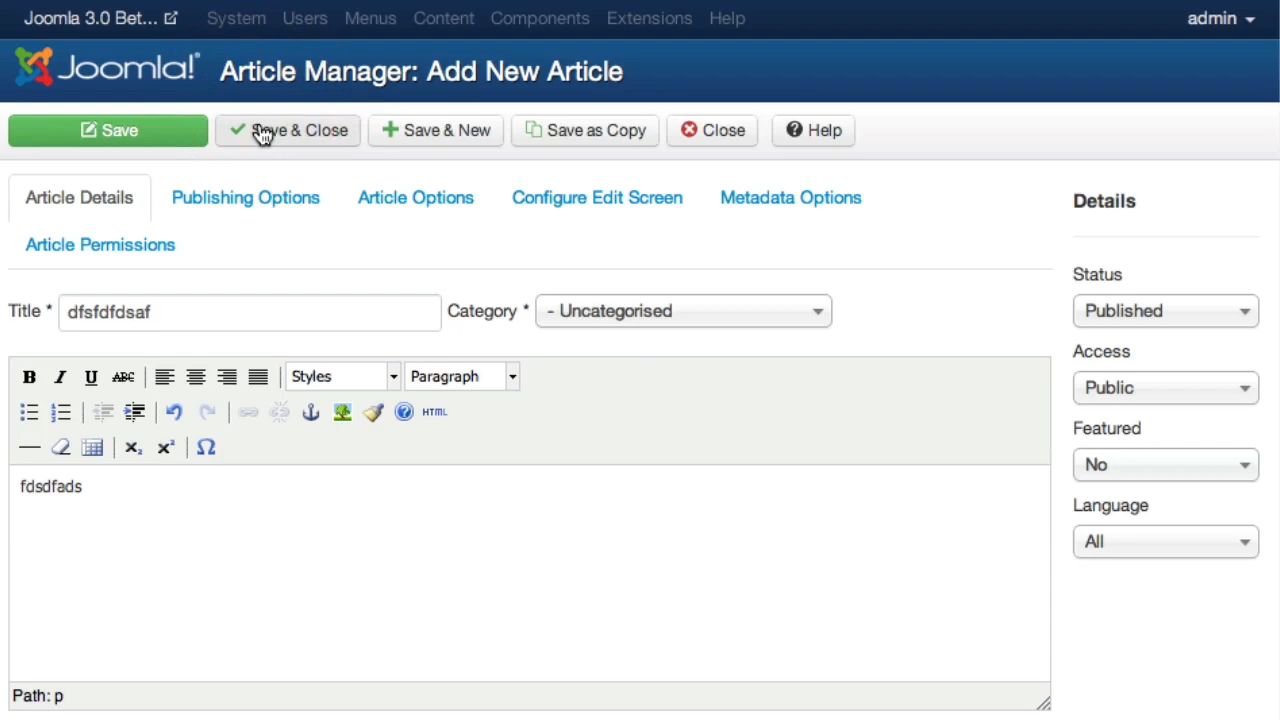 Joomla 3.0 Bet... System Users Menus Content Components Extensions Help admin
Joomla!® Article Manager: Add New Article
Save Save & Close Save & New Save as Copy Close Help
Article Details Publishing Options Article Options Configure Edit Screen Metadata Options
Article Permissions
Details
Title * dfsfdfdsaf Category * - Uncategorised
Status
Published
Access
Public
Featured
No
Language
All
B I U ABC Styles Paragraph
HTML
x₂ x² Ω
fdsdfads
Path: p